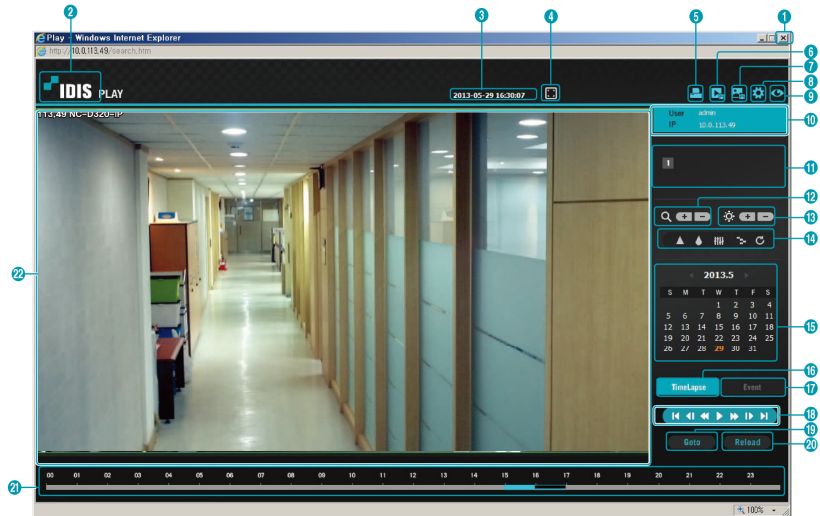 2
3
4
5
1
Play - Windows Internet Explorer
http://10.0.113.49/search.htm
6
7
8
9
IDIS PLAY
2013-05-29 16:30:07
113.49 NC-D320-IP
User admin
IP 10.0.113.49
10
1
11
12
13
14
2013.5
S M T W T F S
1 2 3 4
5 6 7 8 9 10 11
12 13 14 15 16 17 18
19 20 21 22 23 24 25
26 27 28 29 30 31
15
16
TimeLapse Event
17
18
19
Goto Reload
20
22
21
00 01 02 03 04 05 06 07 08 09 10 11 12 13 14 15 16 17 18 19 20 21 22 23
100%